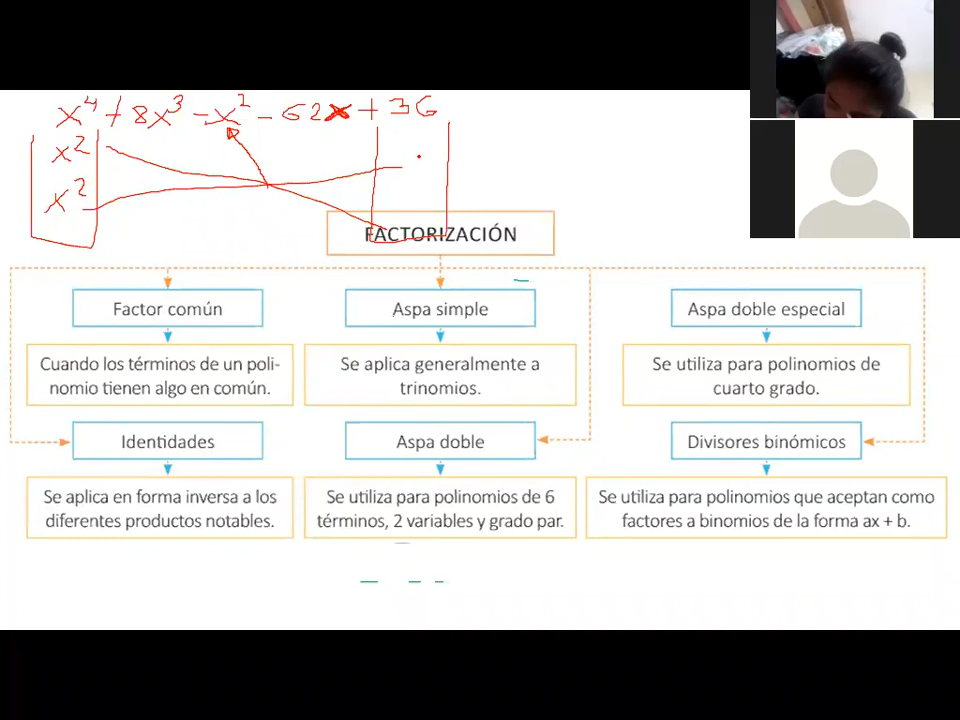 x⁴ + 8x³ - x² - 62x + 36
x²
x²
FACTORIZACIÓN
Factor común
Aspa simple
Aspa doble especial
Cuando los términos de un poli-
nomio tienen algo en común.
Se aplica generalmente a
trinomios.
Se utiliza para polinomios de
cuarto grado.
Identidades
Aspa doble
Divisores binómicos
Se aplica en forma inversa a los
diferentes productos notables.
Se utiliza para polinomios de 6
términos, 2 variables y grado par.
Se utiliza para polinomios que aceptan como
factores a binomios de la forma ax + b.